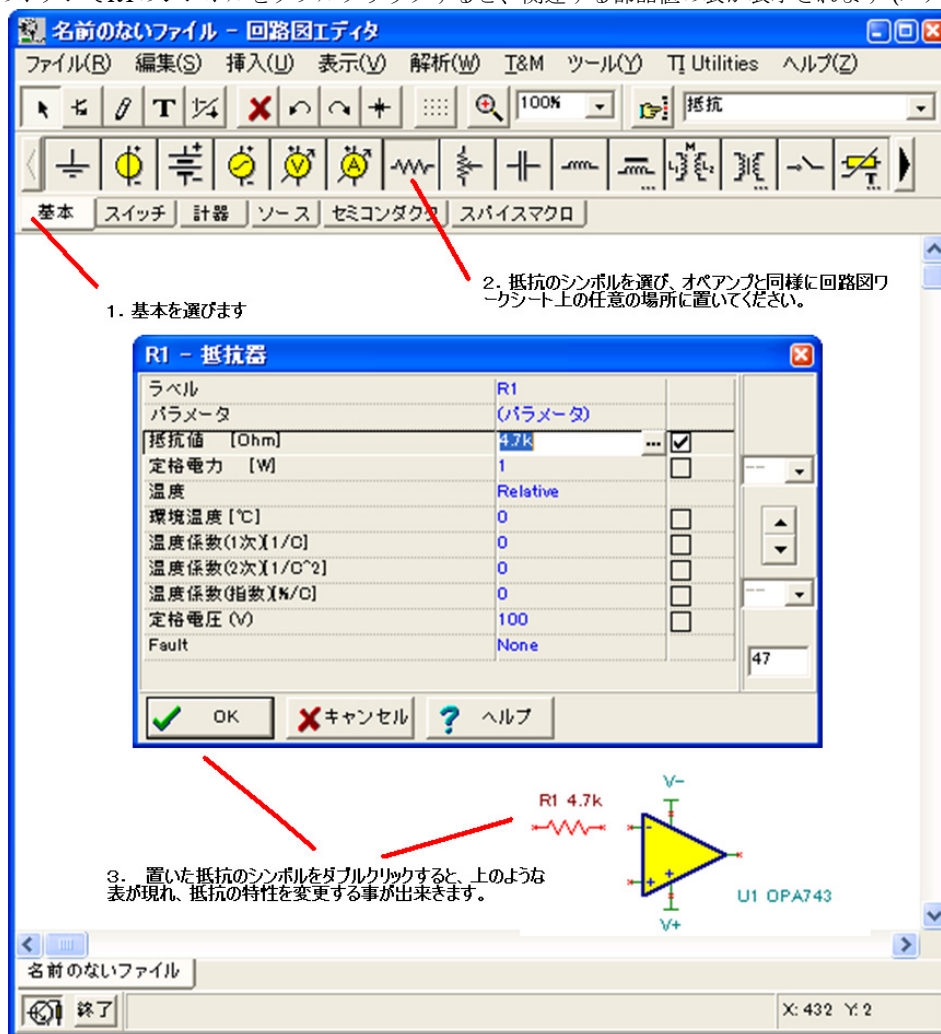 名前のないファイル - 回路図エディタ
ファイル(R) 編集(S) 挿入(U) 表示(V) 解析(W) T&M ツール(Y) TI Utilities ヘルプ(Z)
T 100% 抵抗
基本 スイッチ 計器 ソース セミコンダクタ スパイスマクロ
2. 抵抗のシンボルを選び、オペアンプと同様に回路図ワ
ークシート上の任意の場所に置いてください。
1. 基本を選びます
R1 - 抵抗器
ラベル R1
パラメータ (パラメータ)
抵抗値 [Ohm] 4.7k ...
定格電力 [W] 1
温度 Relative
環境温度 [℃] 0
温度係数(1次)[1/C] 0
温度係数(2次)[1/C^2] 0
温度係数(指数)[%/C] 0
定格電圧 (V) 100
Fault None
47
OK キャンセル ? ヘルプ
V-
R1 4.7k
3. 置いた抵抗のシンボルをダブルクリックすると、上のような
表が現れ、抵抗の特性を変更する事が出来きます。
U1 OPA743
V+
名前のないファイル
終了 X: 432 Y: 2